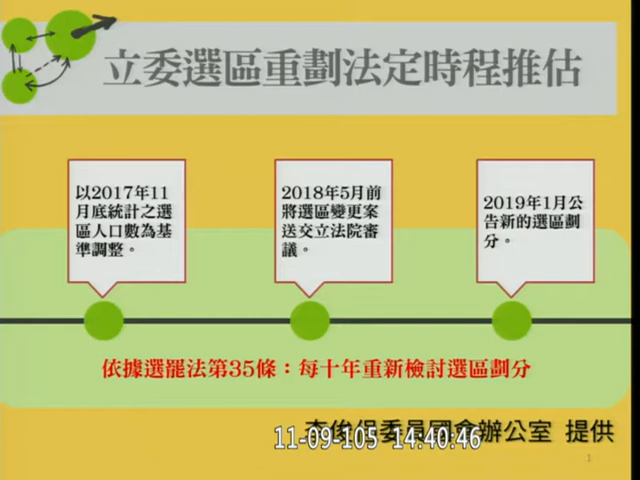 立委選區重劃法定時程推估
以2017年11
月底統計之選
區人口數為基
準調整。
2018年5月前
將選區變更案
送交立法院審
議。
2019年1月公
告新的選區劃
分。
依據選罷法第35條：每十年重新檢討選區劃分
委員國會辦公室 提供
11-09-105 14:40:46
1